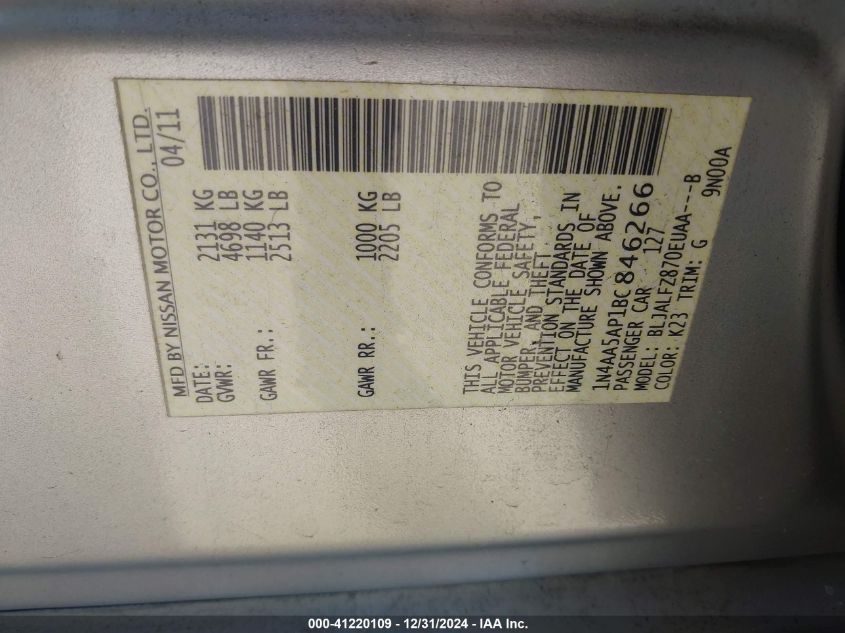 MFD BY NISSAN MOTOR CO., LTD.
DATE: 04/11
GVWR: 2131 KG
4698 LB
GAWR FR.: 1140 KG
2513 LB
GAWR RR.: 1000 KG
2205 LB
THIS VEHICLE CONFORMS TO
ALL APPLICABLE FEDERAL
MOTOR VEHICLE SAFETY,
BUMPER, AND THEFT
PREVENTION STANDARDS IN
EFFECT ON THE DATE OF
MANUFACTURE SHOWN ABOVE.
1N4AA5AP1BC846266
PASSENGER CAR 127
MODEL: BLJALFZ870EUAA---B
COLOR: K23 TRIM: G 9N00A
000-41220109 - 12/31/2024 - IAA Inc.